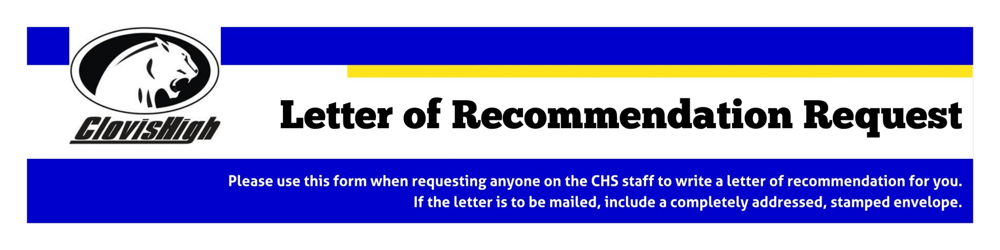 ClovisHigh
Letter of Recommendation Request
Please use this form when requesting anyone on the CHS staff to write a letter of recommendation for you.
If the letter is to be mailed, include a completely addressed, stamped envelope.